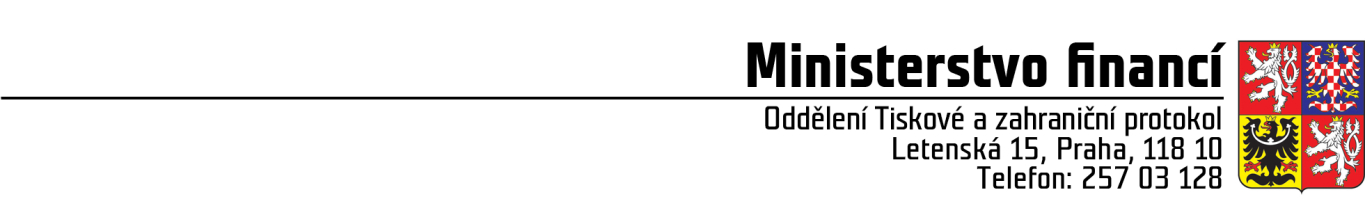 Ministerstvo financí
Oddělení Tiskové a zahraniční protokol
Letenská 15, Praha, 118 10
Telefon: 257 03 128